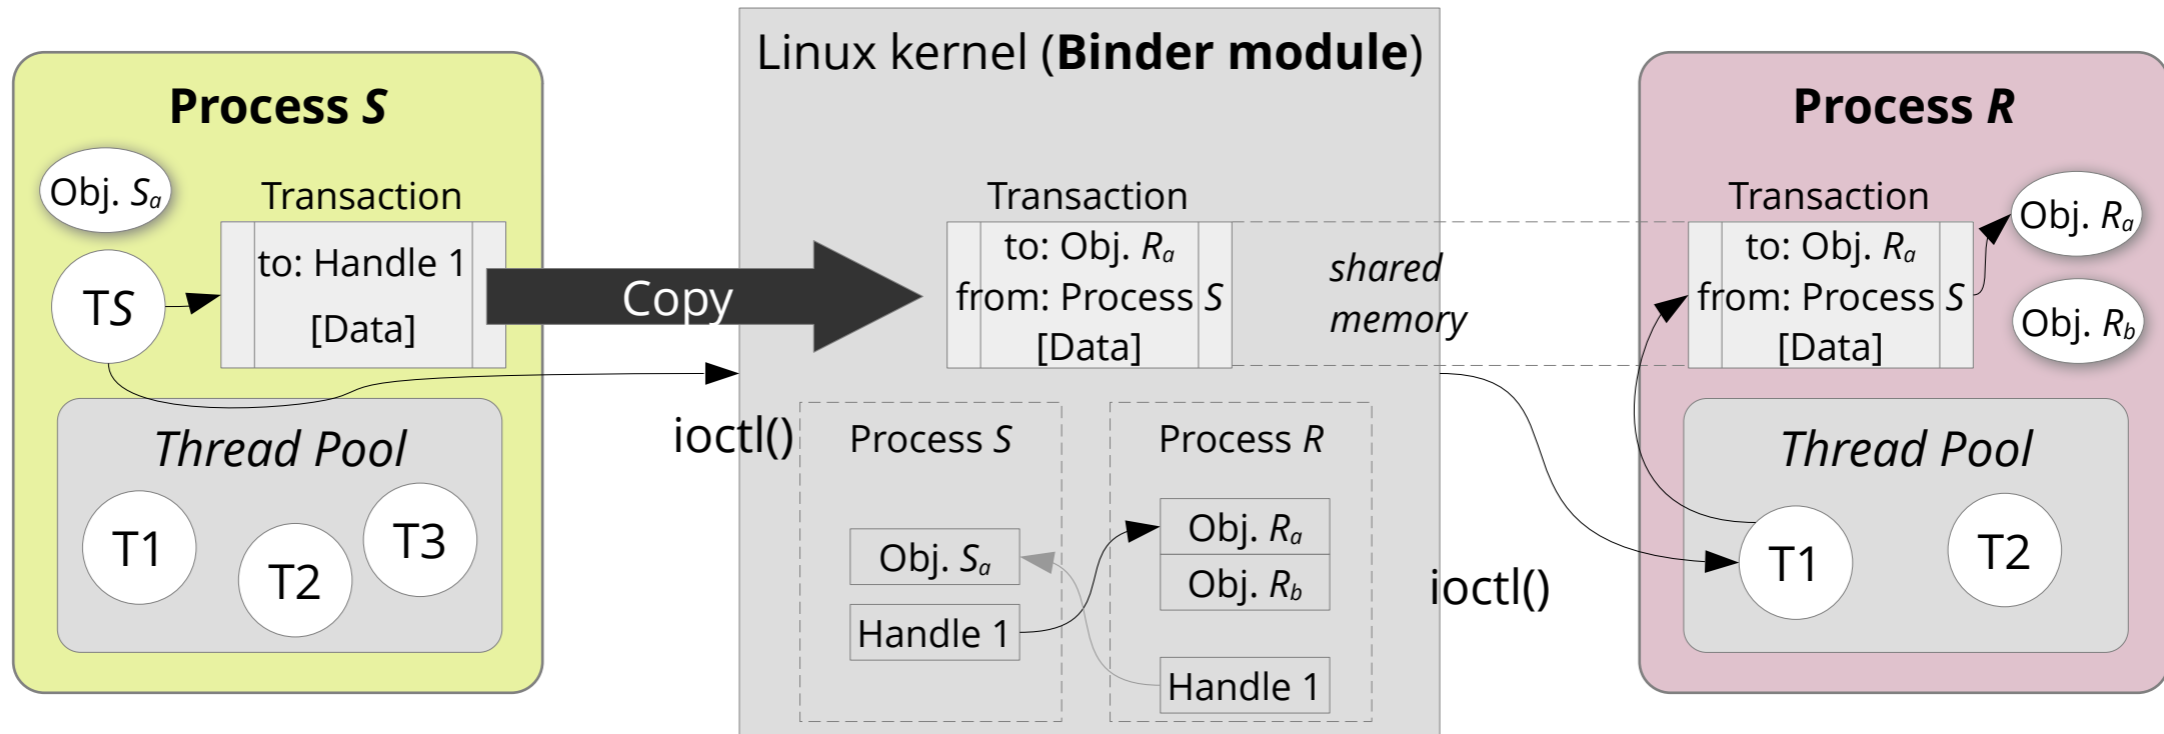 Process S
Obj. Sa
Transaction
to: Handle 1
[Data]
TS
Copy
Thread Pool
T1
T2
T3
ioctl()
Linux kernel (Binder module)
Transaction
to: Obj. Ra
from: Process S
[Data]
shared
memory
Process S
Obj. Sa
Handle 1
Process R
Obj. Ra
Obj. Rb
Handle 1
ioctl()
Process R
Transaction
to: Obj. Ra
from: Process S
[Data]
Obj. Ra
Obj. Rb
Thread Pool
T1
T2